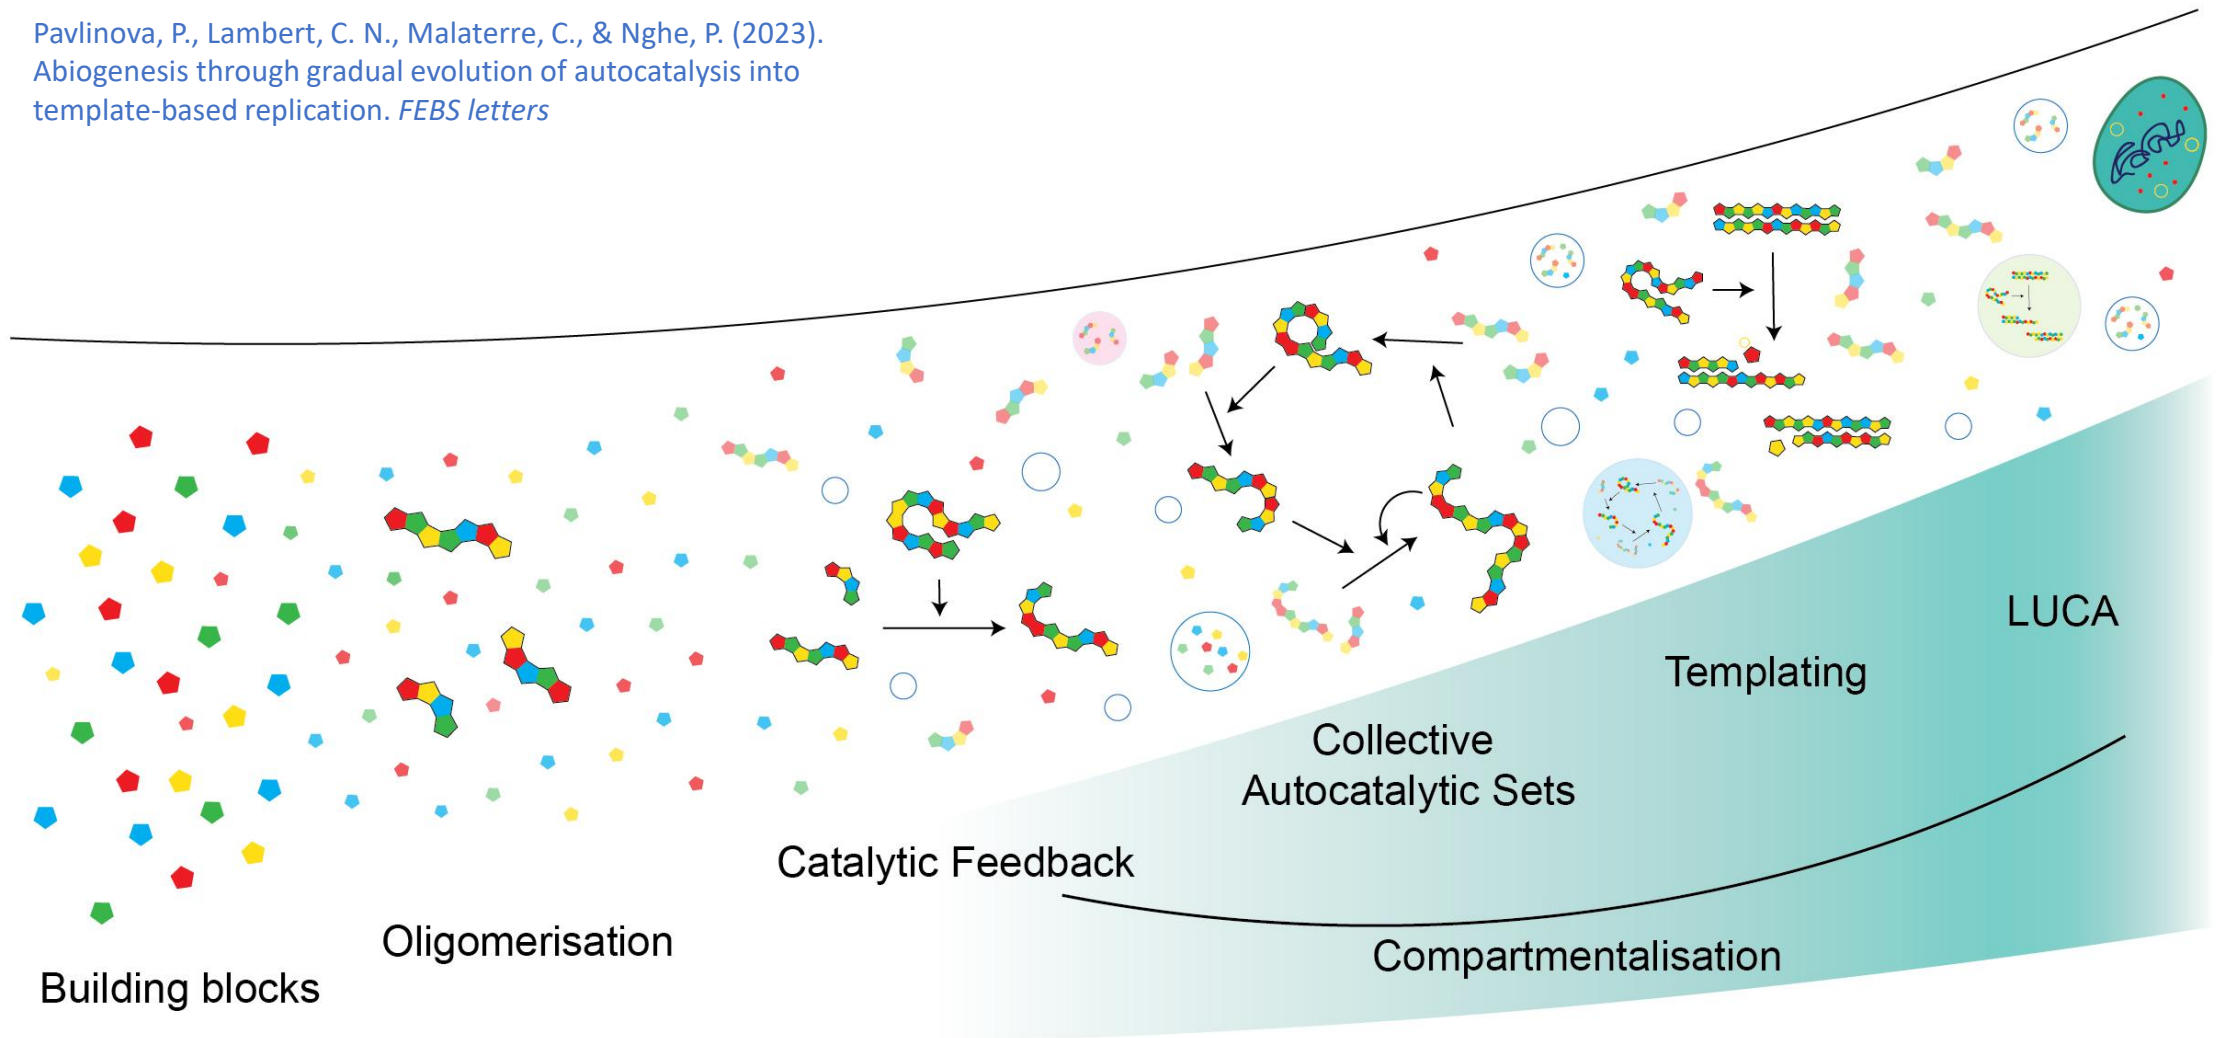 Pavlinova, P., Lambert, C. N., Malaterre, C., & Nghe, P. (2023).
Abiogenesis through gradual evolution of autocatalysis into
template-based replication. FEBS letters
Building blocks
Oligomerisation
Catalytic Feedback
Collective
Autocatalytic Sets
Templating
LUCA
Compartmentalisation